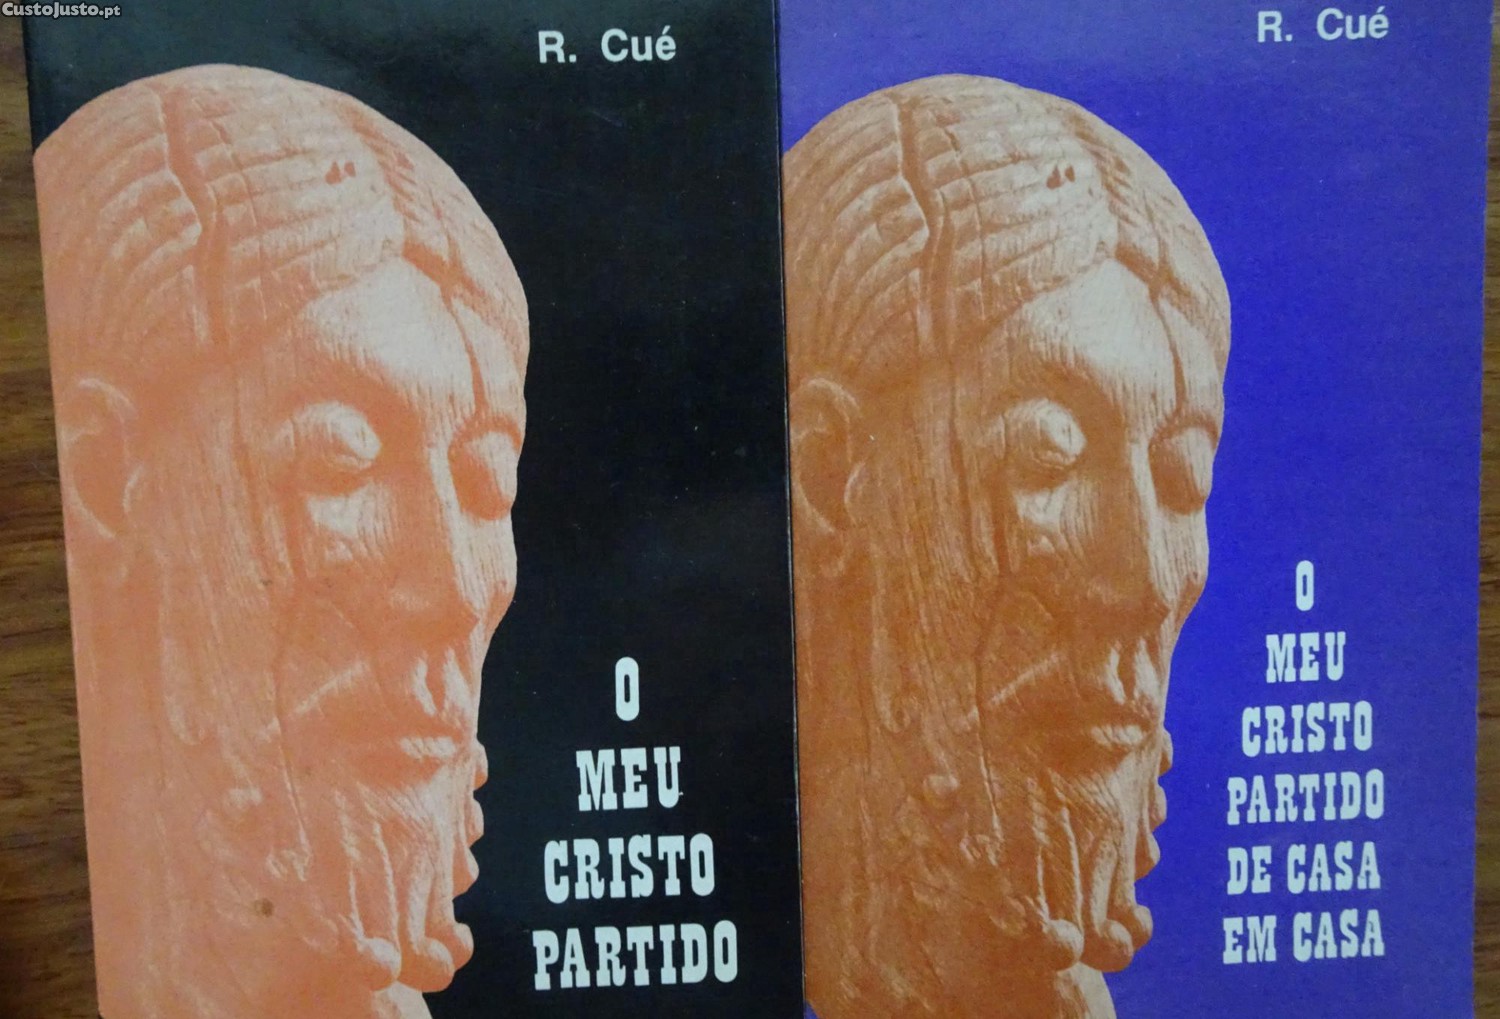 CustoJusto.pt
R. Cué
O
MEU
CRISTO
PARTIDO
R. Cué
O
MEU
CRISTO
PARTIDO
DE CASA
EM CASA